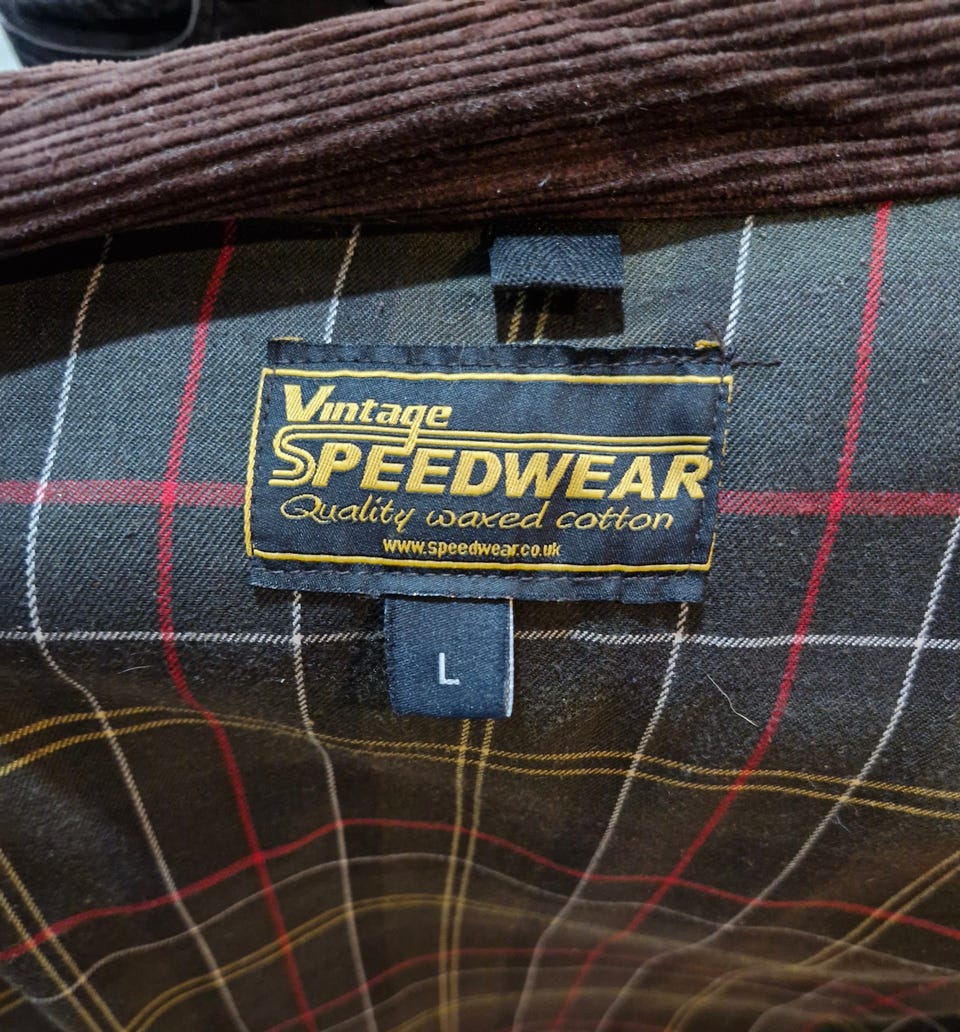 Vintage
SPEEDWEAR
Quality waxed cotton
www.speedwear.co.uk
L